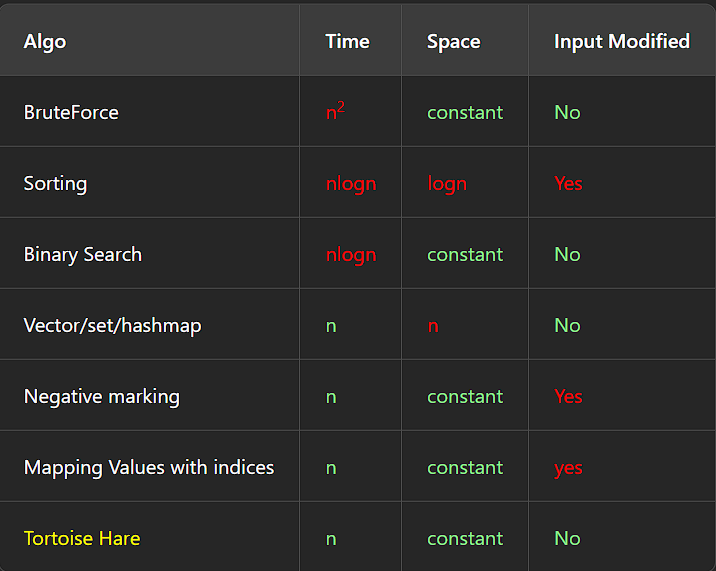 Algo Time Space Input Modified
BruteForce n² constant No
Sorting nlogn logn Yes
Binary Search nlogn constant No
Vector/set/hashmap n n No
Negative marking n constant Yes
Mapping Values with indices n constant yes
Tortoise Hare n constant No